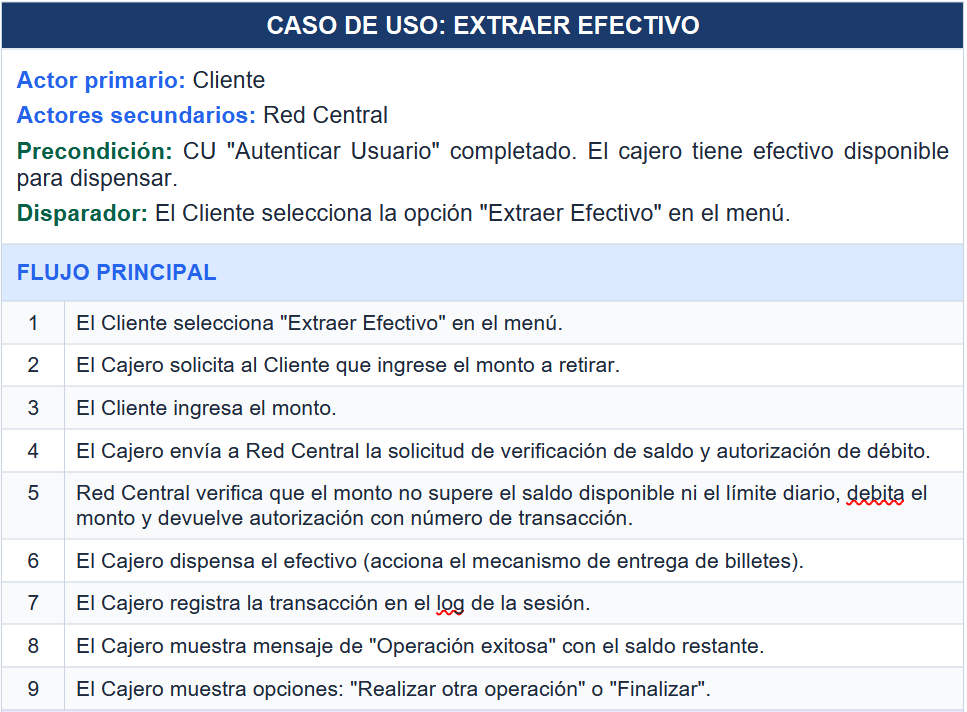 CASO DE USO: EXTRAER EFECTIVO
Actor primario: Cliente
Actores secundarios: Red Central
Precondición: CU "Autenticar Usuario" completado. El cajero tiene efectivo disponible
para dispensar.
Disparador: El Cliente selecciona la opción "Extraer Efectivo" en el menú.
FLUJO PRINCIPAL
1 El Cliente selecciona "Extraer Efectivo" en el menú.
2 El Cajero solicita al Cliente que ingrese el monto a retirar.
3 El Cliente ingresa el monto.
4 El Cajero envía a Red Central la solicitud de verificación de saldo y autorización de débito.
5 Red Central verifica que el monto no supere el saldo disponible ni el límite diario, debita el
monto y devuelve autorización con número de transacción.
6 El Cajero dispensa el efectivo (acciona el mecanismo de entrega de billetes).
7 El Cajero registra la transacción en el log de la sesión.
8 El Cajero muestra mensaje de "Operación exitosa" con el saldo restante.
9 El Cajero muestra opciones: "Realizar otra operación" o "Finalizar".